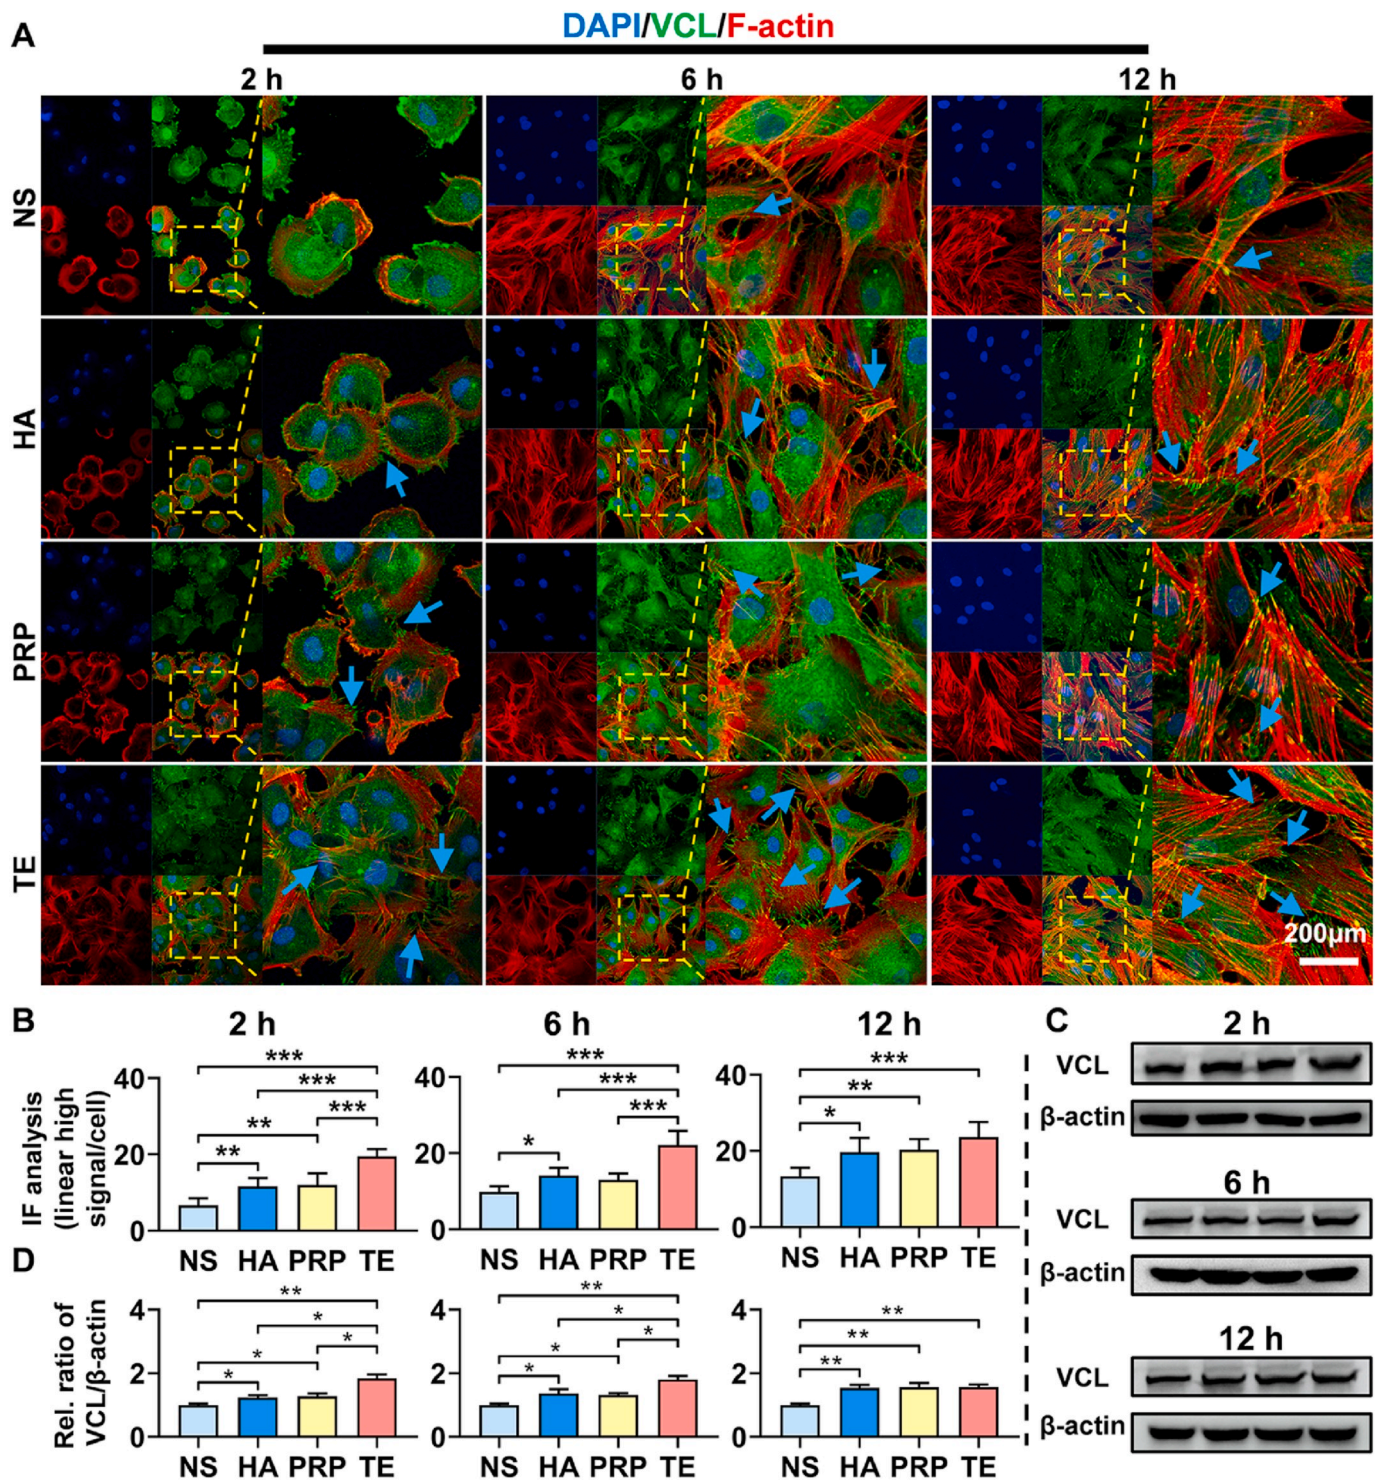 A
DAPI/VCL/F-actin
2 h 6 h 12 h
NS
HA
PRP
TE
200μm
B
2 h 6 h 12 h
IF analysis
(linear high
signal/cell)
40
20
0
*** *** *** ** **
NS HA PRP TE
40
20
0
*** *** *** *
NS HA PRP TE
40
20
0
*** ** *
NS HA PRP TE
C
2 h
VCL
β-actin
6 h
VCL
β-actin
12 h
VCL
β-actin
D
Rel. ratio of
VCL/β-actin
4
2
0
** * * * *
NS HA PRP TE
4
2
0
** * * * *
NS HA PRP TE
4
2
0
** ** **
NS HA PRP TE